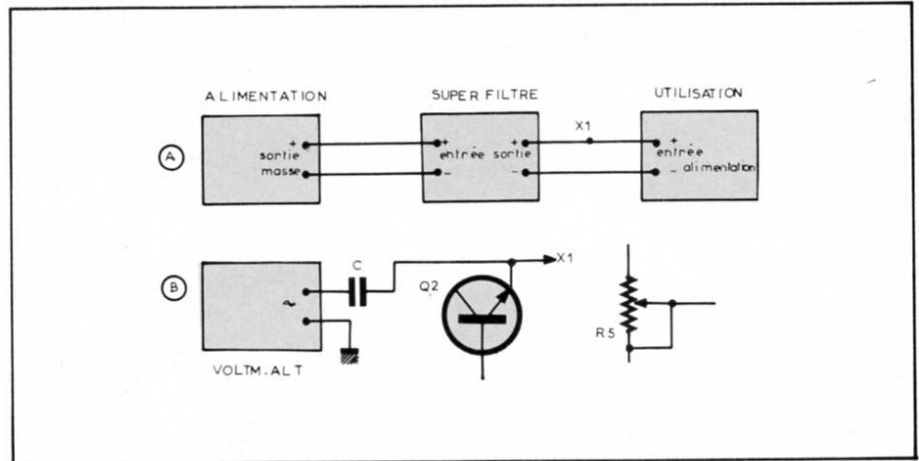 ALIMENTATION SUPER FILTRE UTILISATION
X1
A
+ sortie
masse
+ entrée sortie +
- -
+ entrée
- alimentation
B
C
X1
Q2
~
R5
VOLTM.ALT